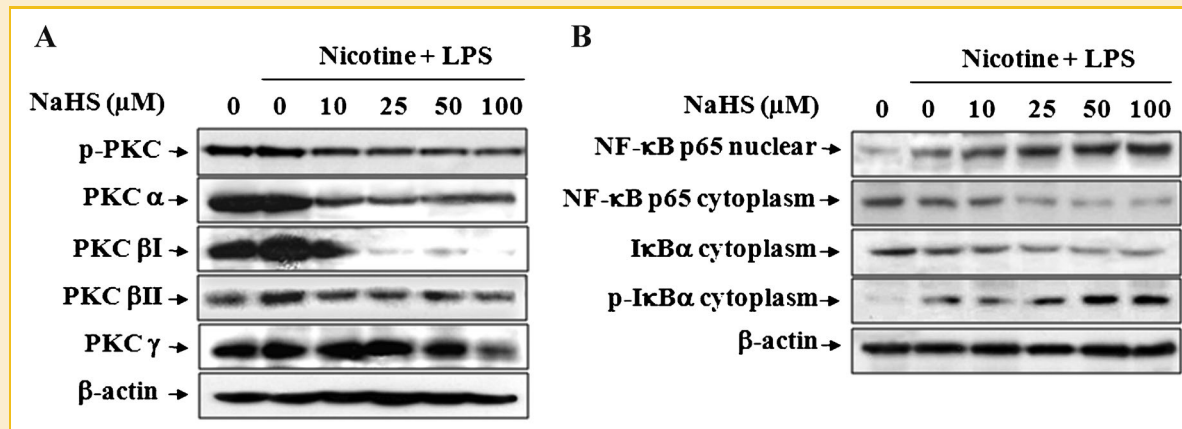 A
Nicotine + LPS
NaHS (μM) 0 0 10 25 50 100
p-PKC
PKC α
PKC βI
PKC βII
PKC γ
β-actin
B
Nicotine + LPS
NaHS (μM) 0 0 10 25 50 100
NF-κB p65 nuclear
NF-κB p65 cytoplasm
IκBα cytoplasm
p-IκBα cytoplasm
β-actin